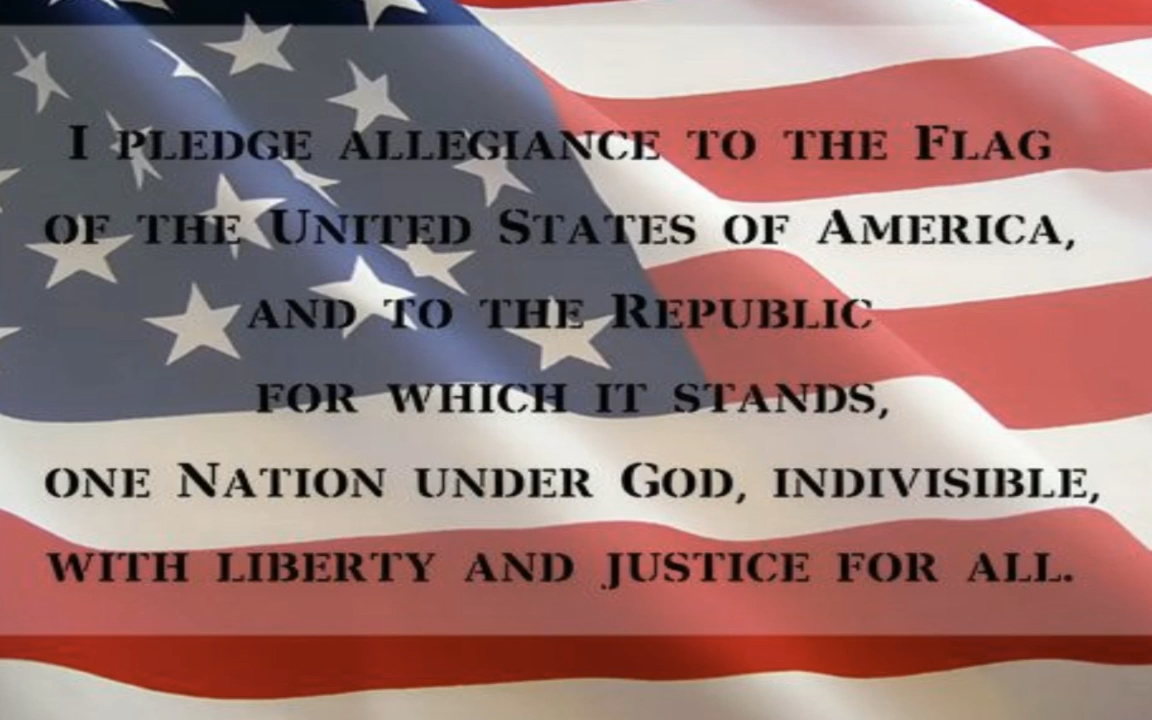 I PLEDGE ALLEGIANCE TO THE FLAG
OF THE UNITED STATES OF AMERICA,
AND TO THE REPUBLIC
FOR WHICH IT STANDS,
ONE NATION UNDER GOD, INDIVISIBLE,
WITH LIBERTY AND JUSTICE FOR ALL.